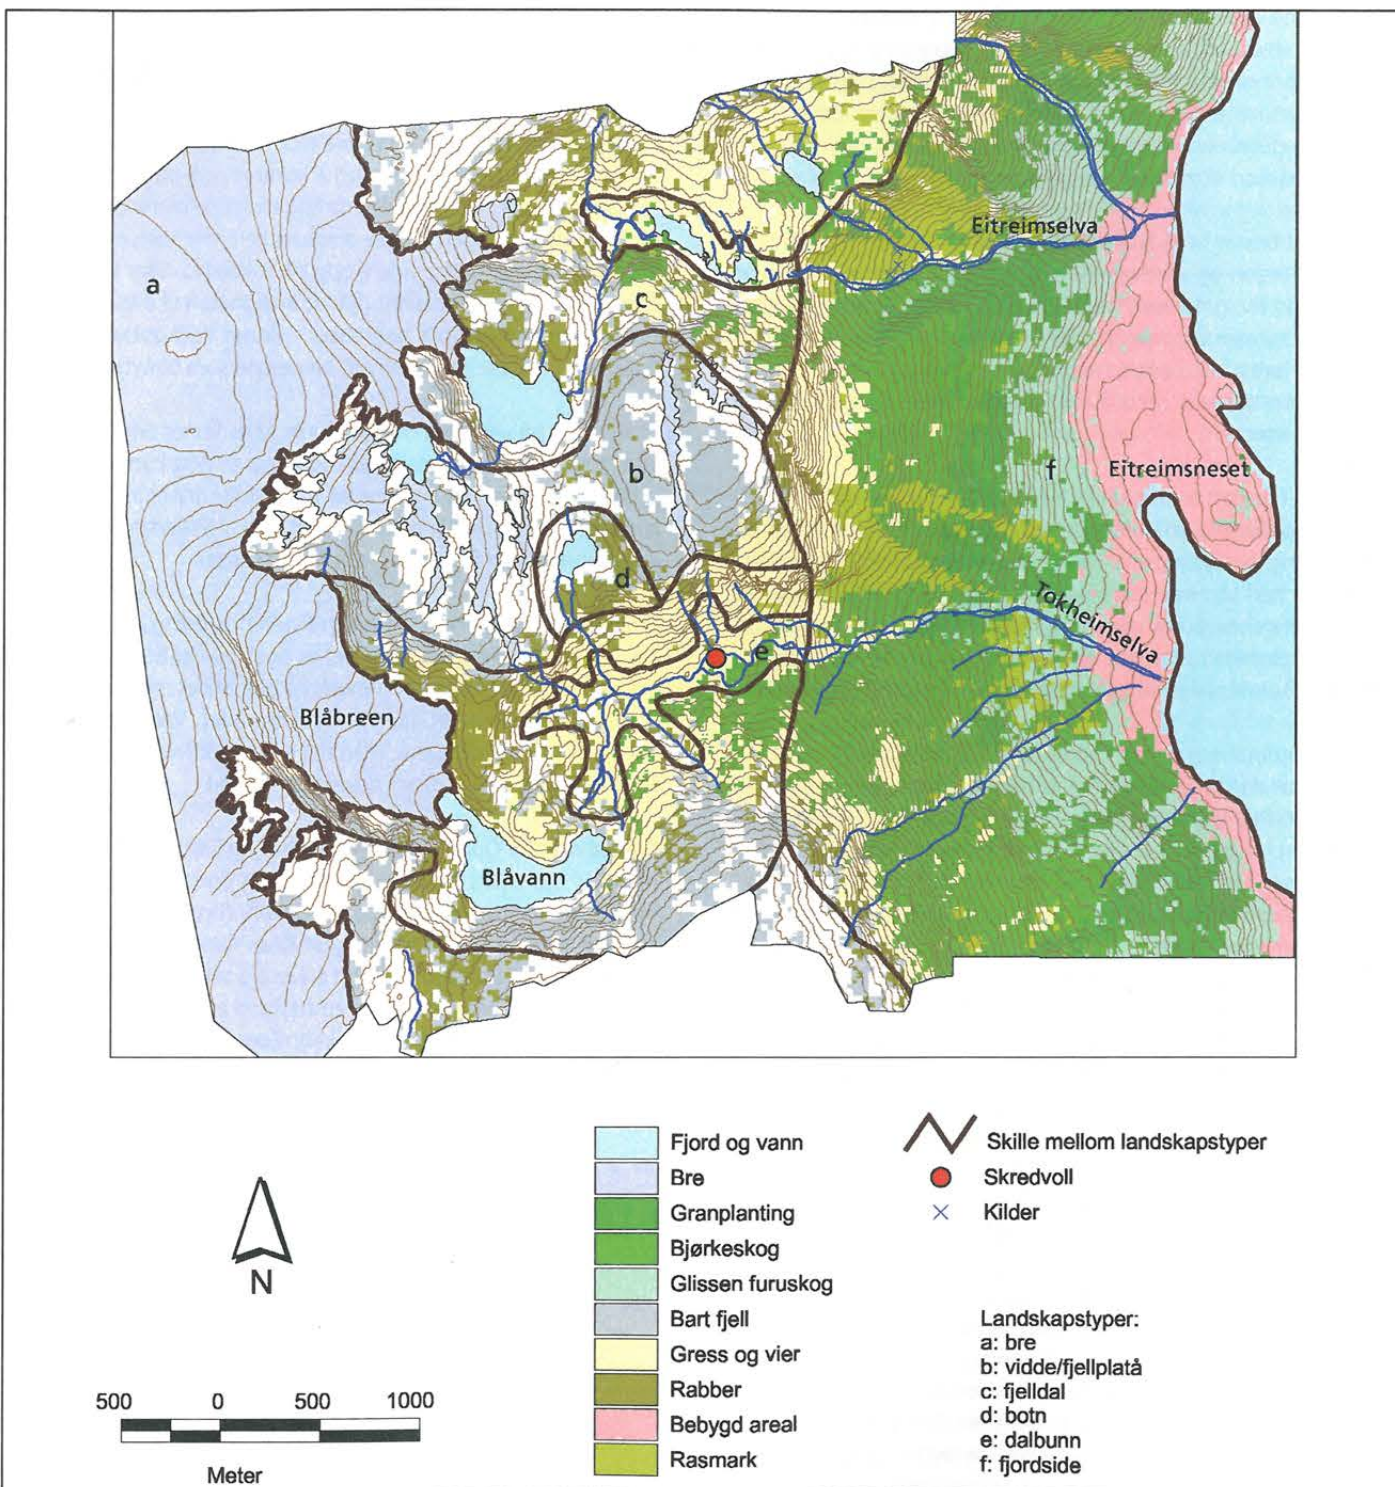 a
Eitreimselva
c
b
f
Eitreimsneset
d
Tokheimselva
e
Blåbreen
Blåvann
Fjord og vann
Bre
Granplanting
Bjørkeskog
Glissen furuskog
Bart fjell
Gress og vier
Rabber
Bebygd areal
Rasmark
Skille mellom landskapstyper
Skredvoll
Kilder
Landskapstyper:
a: bre
b: vidde/fjellplatå
c: fjelldal
d: botn
e: dalbunn
f: fjordside
N
500 0 500 1000
Meter